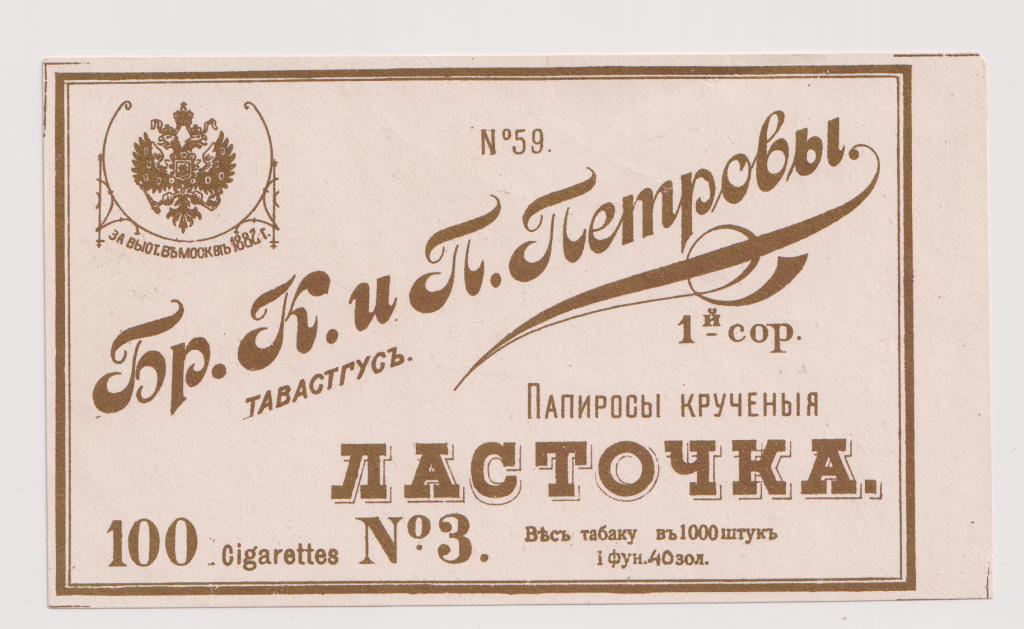 ЗА ВЫСТ. ВЪ МОСКВѢ 1882 Г.
№59.
Бр. К. и П. Петровы.
ТАВАСТГУСЪ.
1й сор.
Папиросы крученыя
ЛАСТОЧКА.
100 Cigarettes №3.
Вѣсъ табаку въ 1000 штукъ
1 фун. 40 зол.